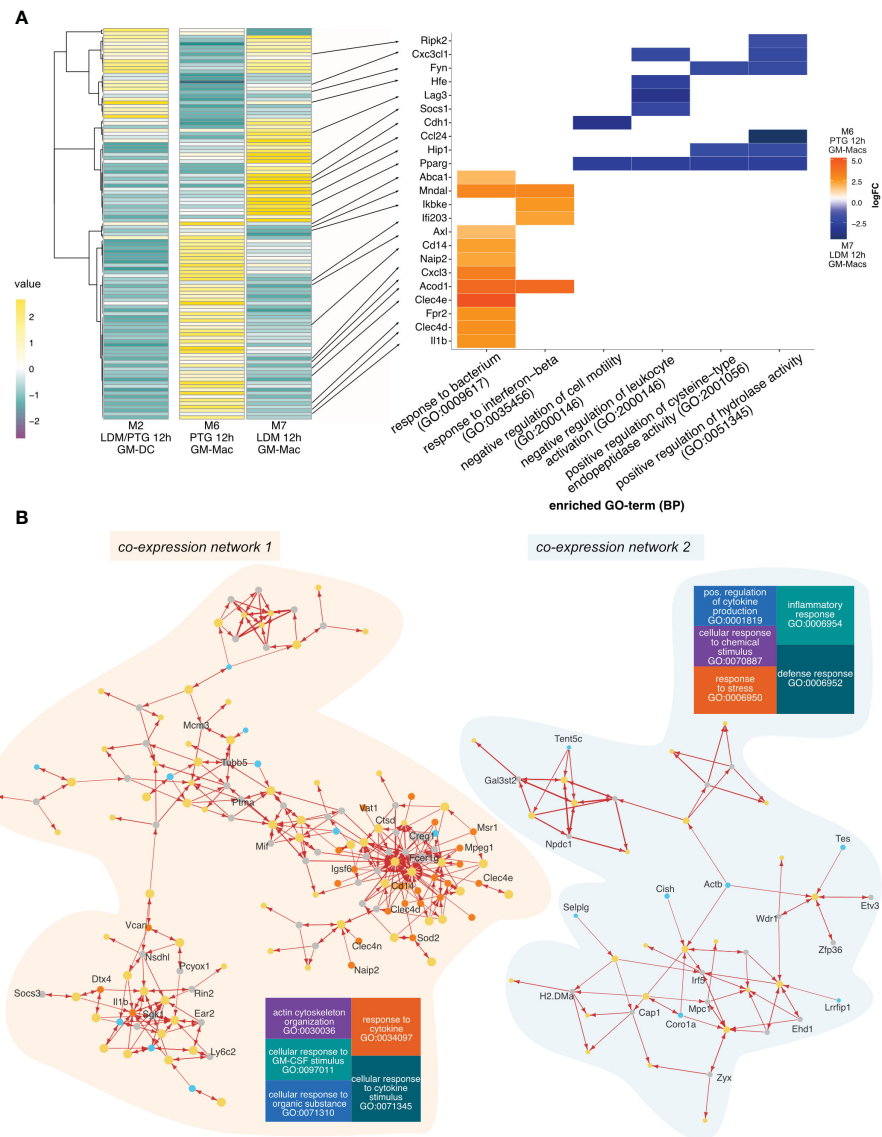 A
value
2
1
0
−1
−2
M2
LDM/PTG 12h
GM-DC
M6
PTG 12h
GM-Mac
M7
LDM 12h
GM-Mac
Ripk2
Cxc3cl1
Fyn
Hfe
Lag3
Socs1
Cdh1
Ccl24
Hip1
Pparg
Abca1
Mndal
Ikbke
Ifi203
Axl
Cd14
Naip2
Cxcl3
Acod1
Clec4e
Fpr2
Clec4d
Il1b
response to bacterium
(GO:0009617)
response to interferon−beta
(GO:0035456)
negative regulation of cell motility
(G0:2000146)
negative regulation of leukocyte
activation (GO:2000146)
positive regulation of cysteine−type
endopeptidase activity (GO:2001056)
positive regulation of hydrolase activity
(GO:0051345)
enriched GO-term (BP)
M6
PTG 12h
GM-Macs
5.0
2.5
0.0
−2.5
logFC
M7
LDM 12h
GM-Macs
B
co-expression network 1
Mcm3
Tubb5
Ptma
Mif
Vat1
Ctsd
Creg1
Msr1
Mpeg1
Fcer1g
Igsf6
Cd14
Clec4e
Clec4d
Sod2
Clec4n
Naip2
Vcan
Nsdhl
Pcyox1
Dtx4
Rin2
Socs3
Il1b
Sgk1
Ear2
Ly6c2
actin cytoskeleton
organization
GO:0030036
response to
cytokine
GO:0034097
cellular response to
GM-CSF stimulus
GO:0097011
cellular response
to cytokine
stimulus
GO:0071345
cellular response to
organic substance
GO:0071310
co-expression network 2
pos. regulation
of cytokine
production
GO:0001819
inflammatory
response
GO:0006954
cellular response
to chemical
stimulus
GO:0070887
defense response
GO:0006952
response
to stress
GO:0006950
Tent5c
Gal3st2
Npdc1
Tes
Actb
Cish
Selplg
Wdr1
Etv3
Zfp36
Irf5
H2.DMa
Mpc1
Cap1
Coro1a
Lrrfip1
Ehd1
Zyx